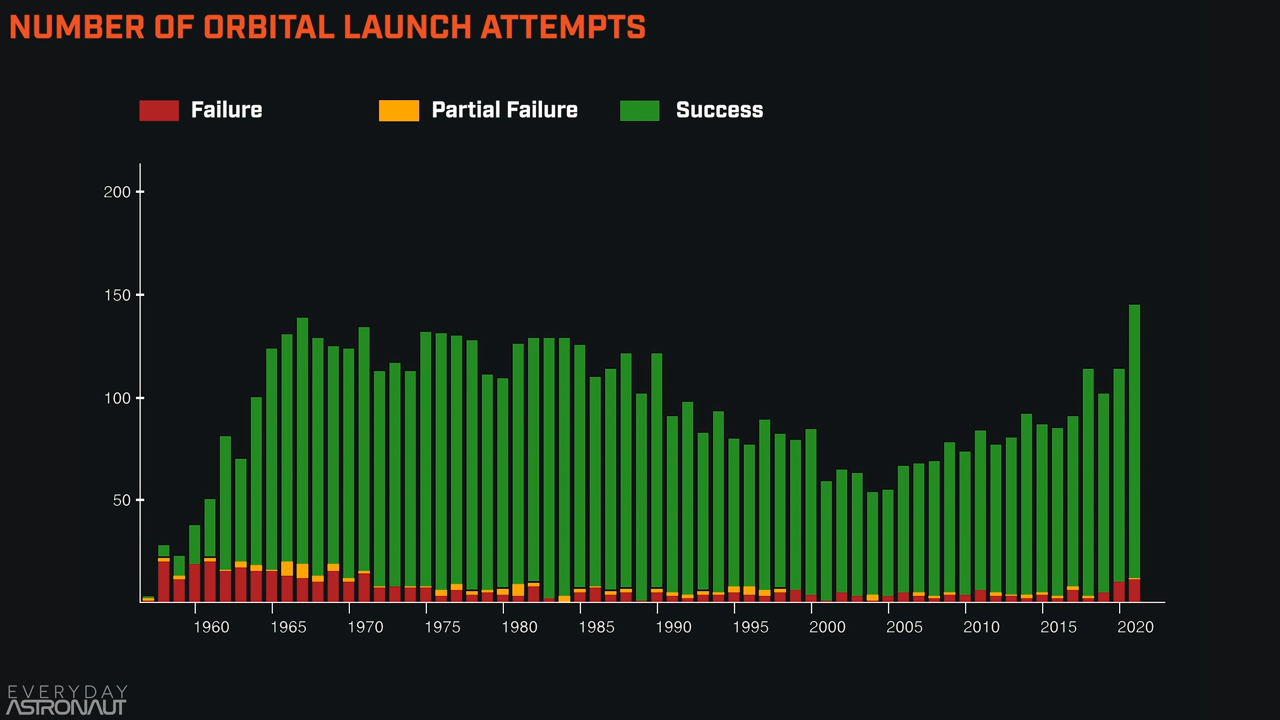 NUMBER OF ORBITAL LAUNCH ATTEMPTS
Failure Partial Failure Success
200
150
100
50
1960 1965 1970 1975 1980 1985 1990 1995 2000 2005 2010 2015 2020
EVERYDAY
ASTRONAUT